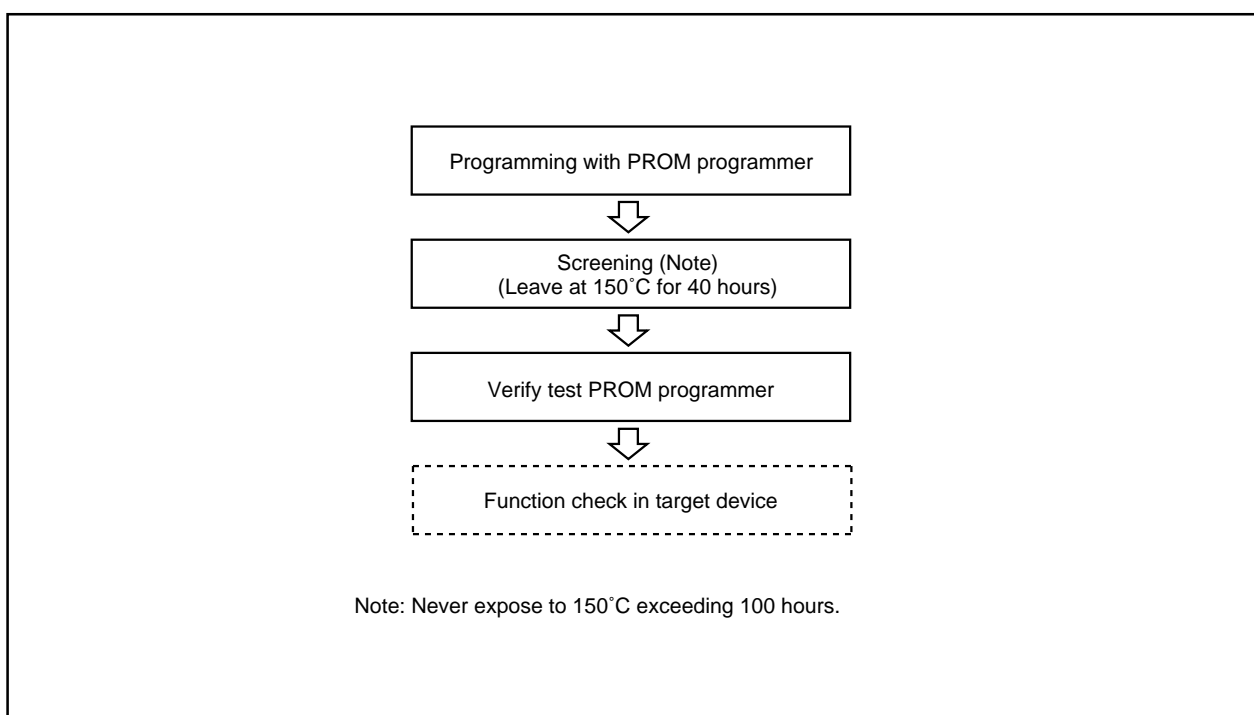 Programming with PROM programmer
Screening (Note)
(Leave at 150˚C for 40 hours)
Verify test PROM programmer
Function check in target device
Note: Never expose to 150˚C exceeding 100 hours.